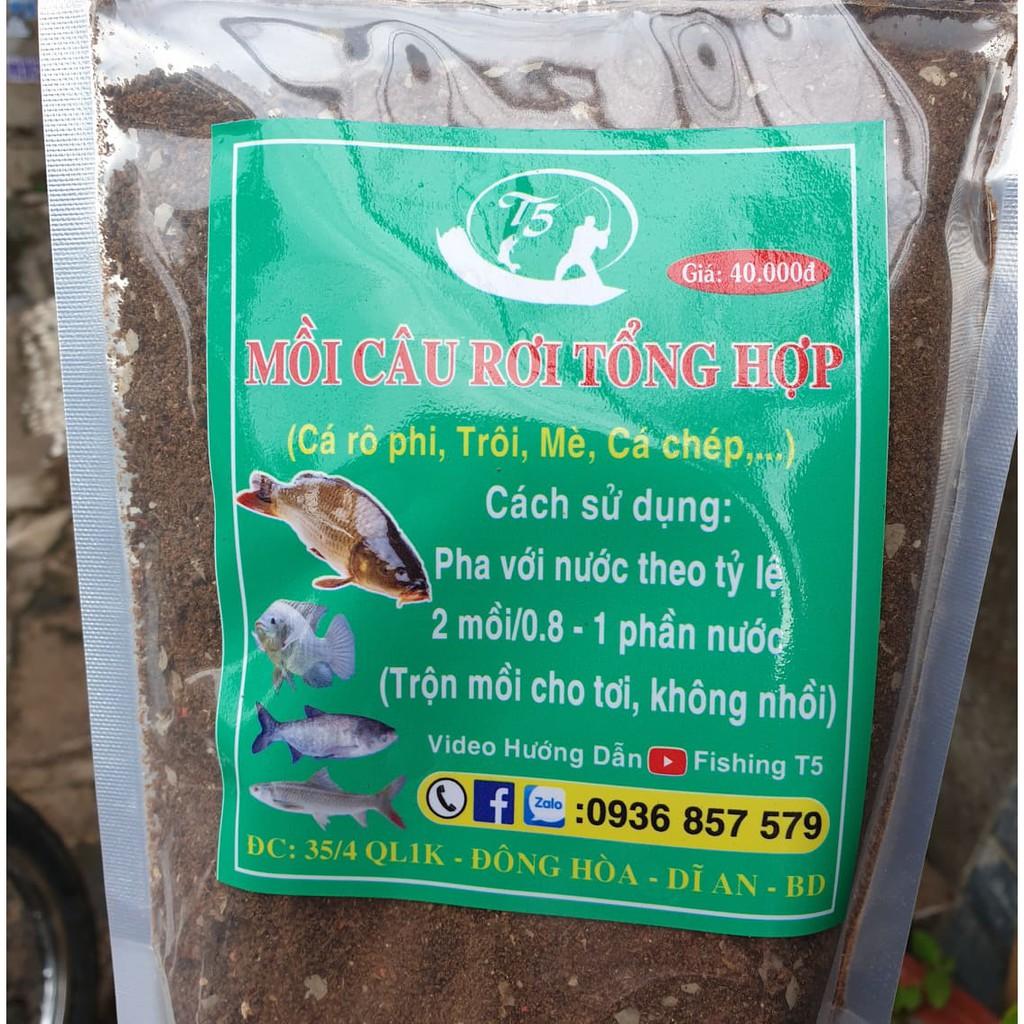 T5
Giá: 40.000đ
MỒI CÂU RƠI TỔNG HỢP
(Cá rô phi, Trôi, Mè, Cá chép,...)
Cách sử dụng:
Pha với nước theo tỷ lệ
2 mồi/0.8 - 1 phần nước
(Trộn mồi cho tơi, không nhồi)
Video Hướng Dẫn Fishing T5
Zalo :0936 857 579
ĐC: 35/4 QL1K - ĐÔNG HÒA - DĨ AN - BD